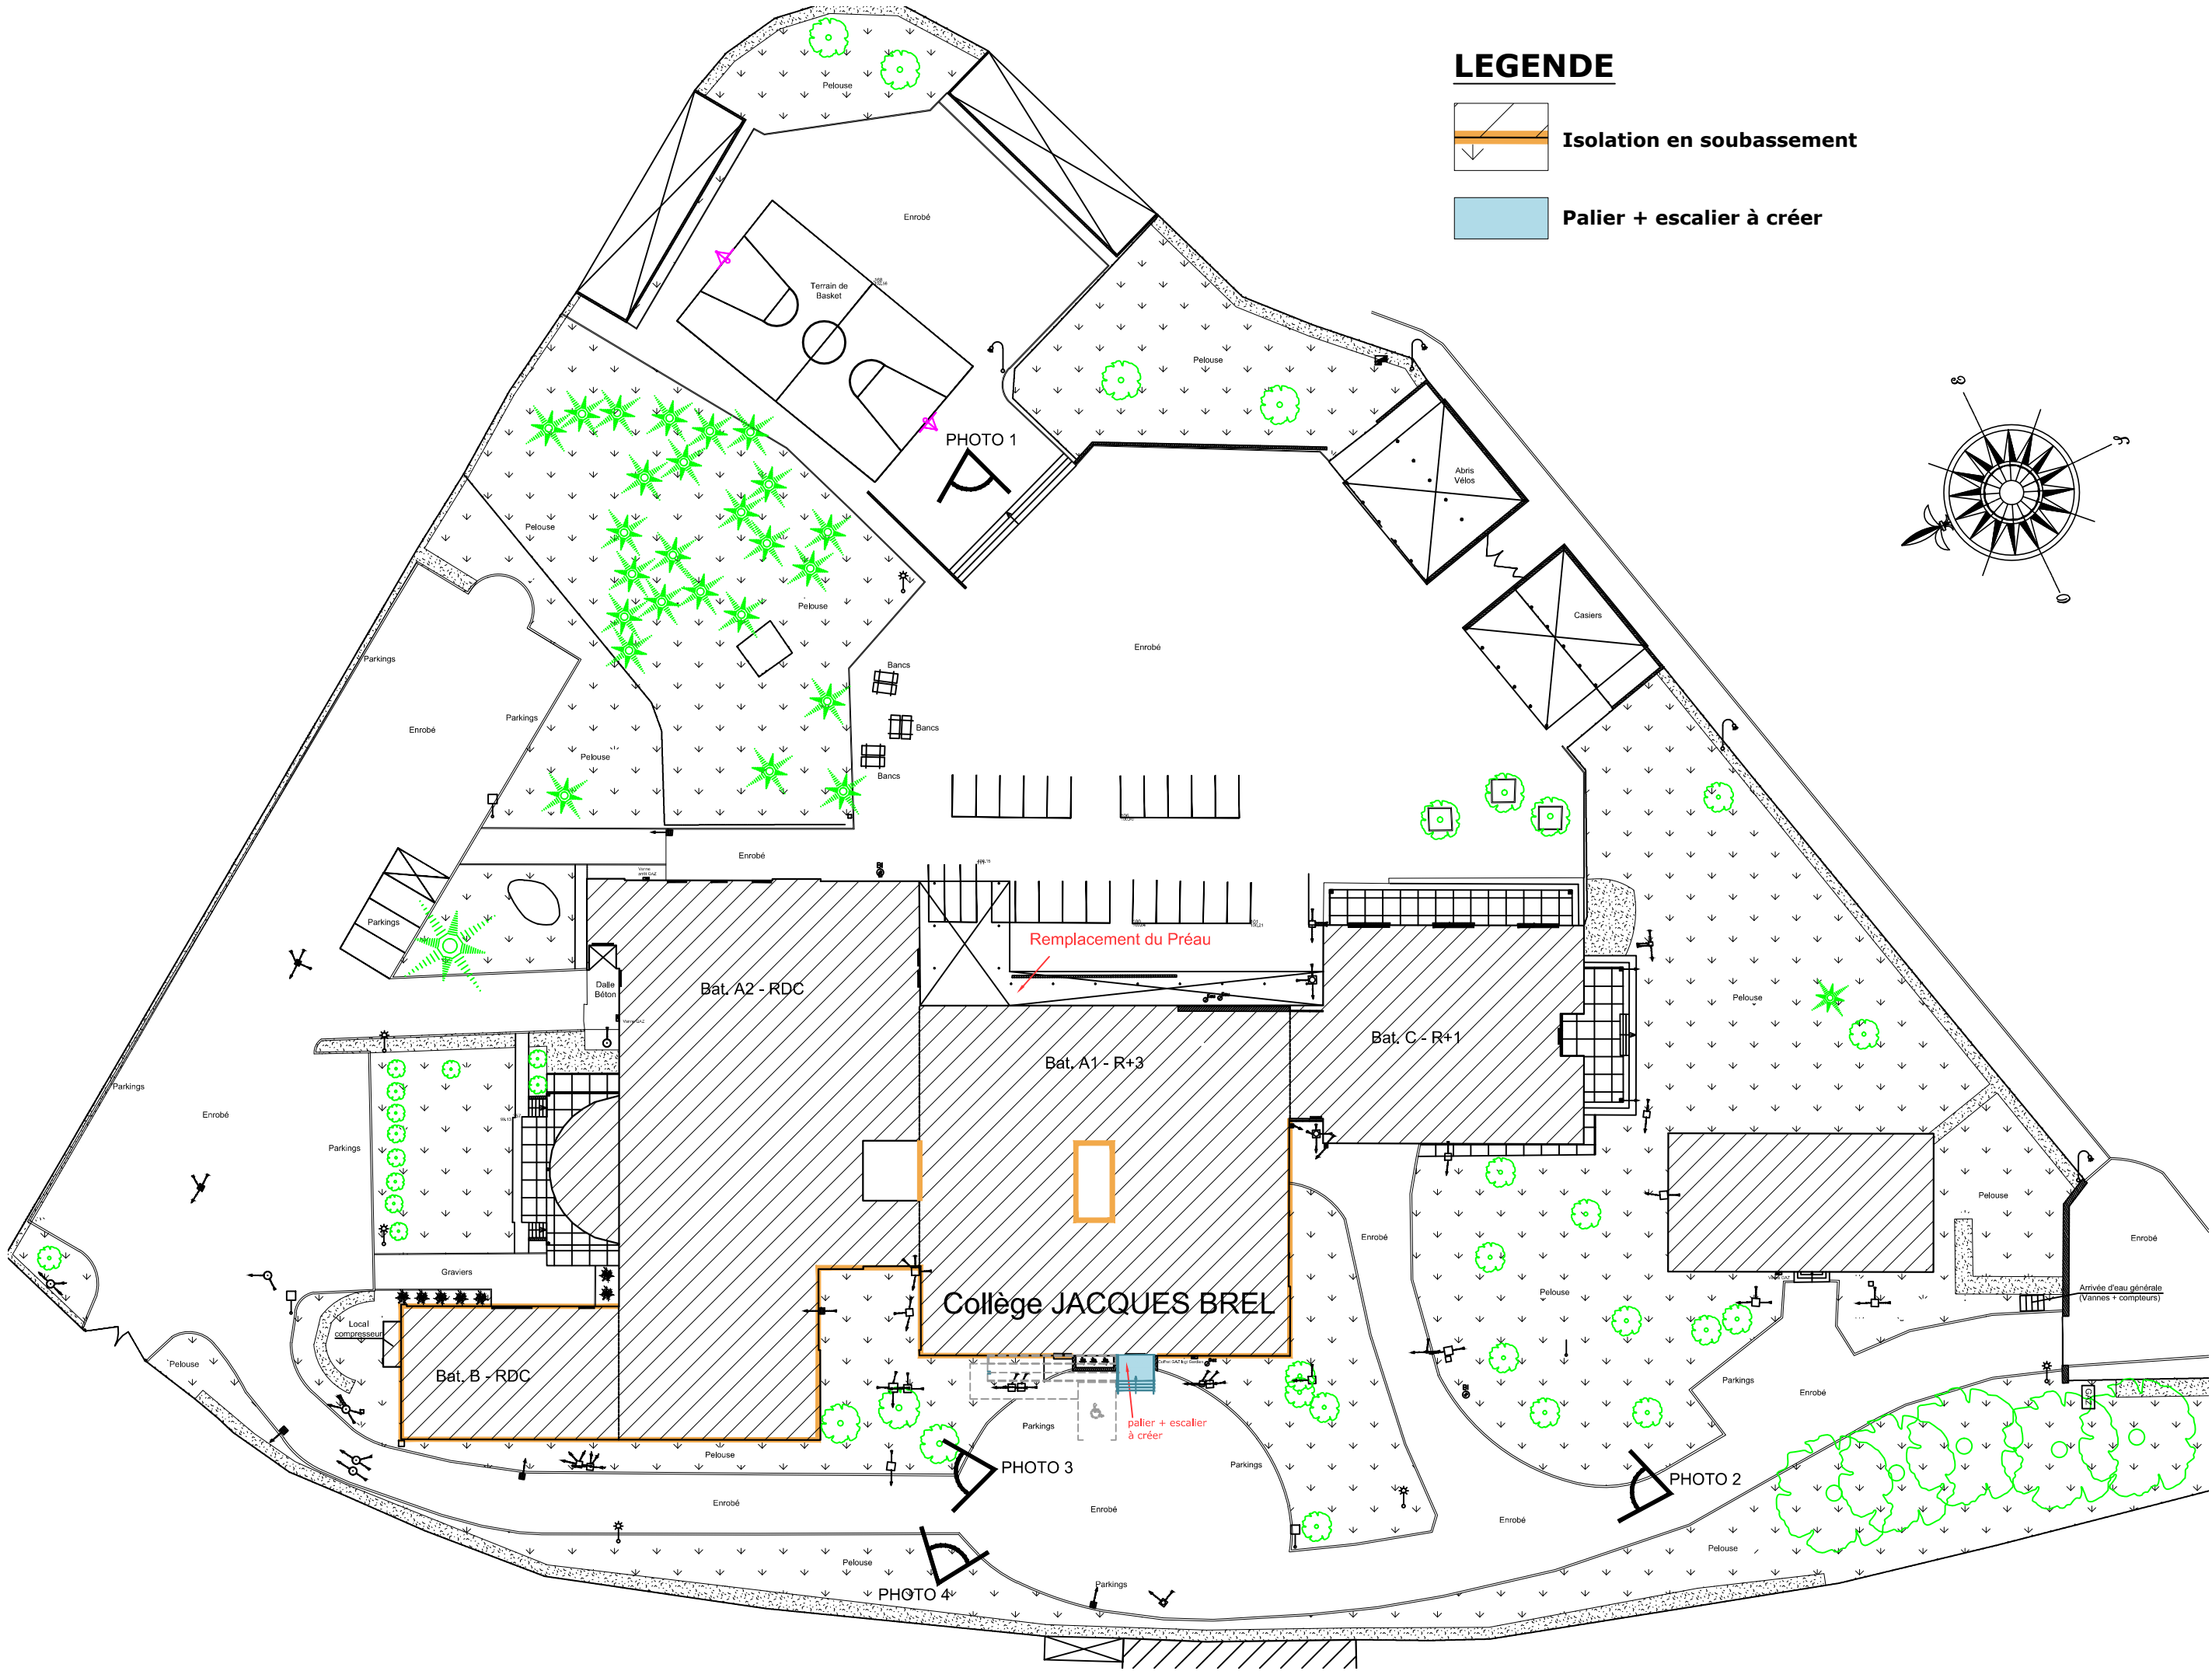 LEGENDE
Isolation en soubassement
Palier + escalier à créer
Pelouse
Enrobé
Terrain de
Basket
Pelouse
PHOTO 1
Abris
Vélos
Pelouse
Pelouse
Casiers
Enrobé
Parkings
Bancs
Parkings
Enrobé
Bancs
Pelouse
Bancs
Enrobé
Parkings
Remplacement du Préau
Dalle
Béton
Bat. A2 - RDC
Pelouse
Bat. A1 - R+3
Bat. C - R+1
Parkings
Enrobé
Parkings
Pelouse
Enrobé
Enrobé
Graviers
Pelouse
Arrivée d'eau générale
(Vannes + compteurs)
Collège JACQUES BREL
Local
compresseur
Pelouse
Bat. B - RDC
Parkings
Enrobé
GAZ
palier + escalier
à créer
Parkings
Pelouse
Parkings
PHOTO 3
PHOTO 2
Enrobé
Enrobé
Enrobé
Pelouse
Pelouse
Parkings
PHOTO 4